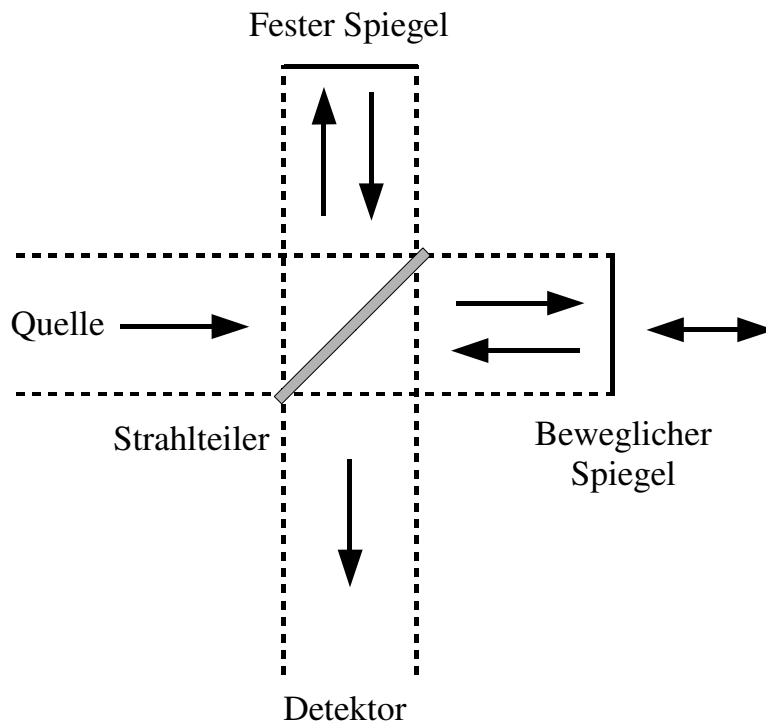 Fester Spiegel
Quelle
Strahlteiler
Beweglicher
Spiegel
Detektor